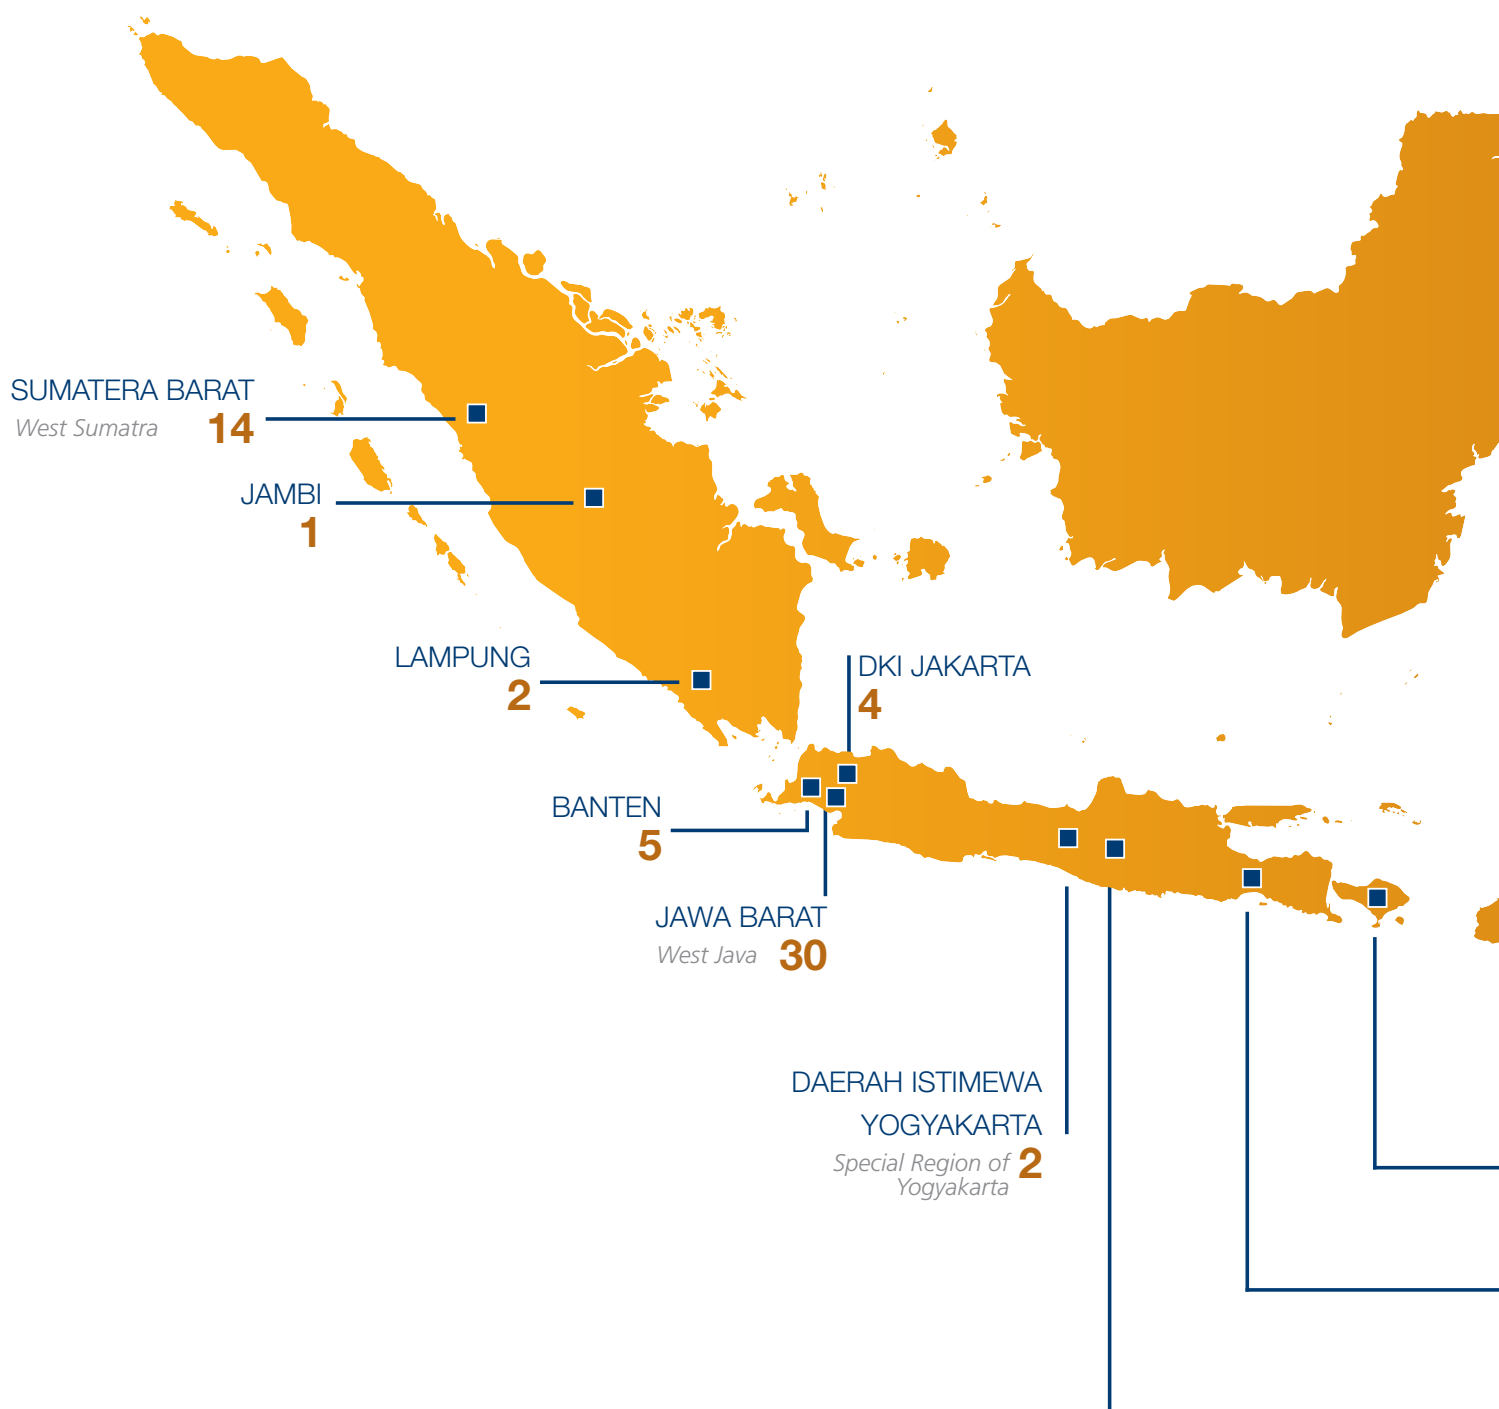 SUMATERA BARAT
West Sumatra 14
JAMBI
1
LAMPUNG
2
DKI JAKARTA
4
BANTEN
5
JAWA BARAT
West Java 30
DAERAH ISTIMEWA
YOGYAKARTA
Special Region of 2
Yogyakarta